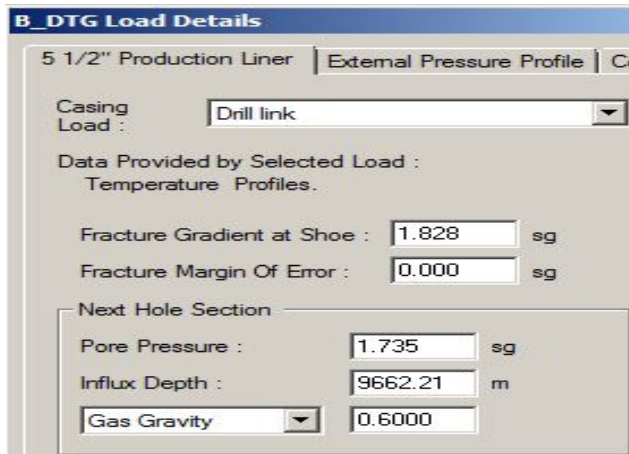 B_DTG Load Details
5 1/2" Production Liner External Pressure Profile
Casing Load : Drill link
Data Provided by Selected Load :
Temperature Profiles.
Fracture Gradient at Shoe : 1.828 sg
Fracture Margin Of Error : 0.000 sg
Next Hole Section
Pore Pressure : 1.735 sg
Influx Depth : 9662.21 m
Gas Gravity 0.6000